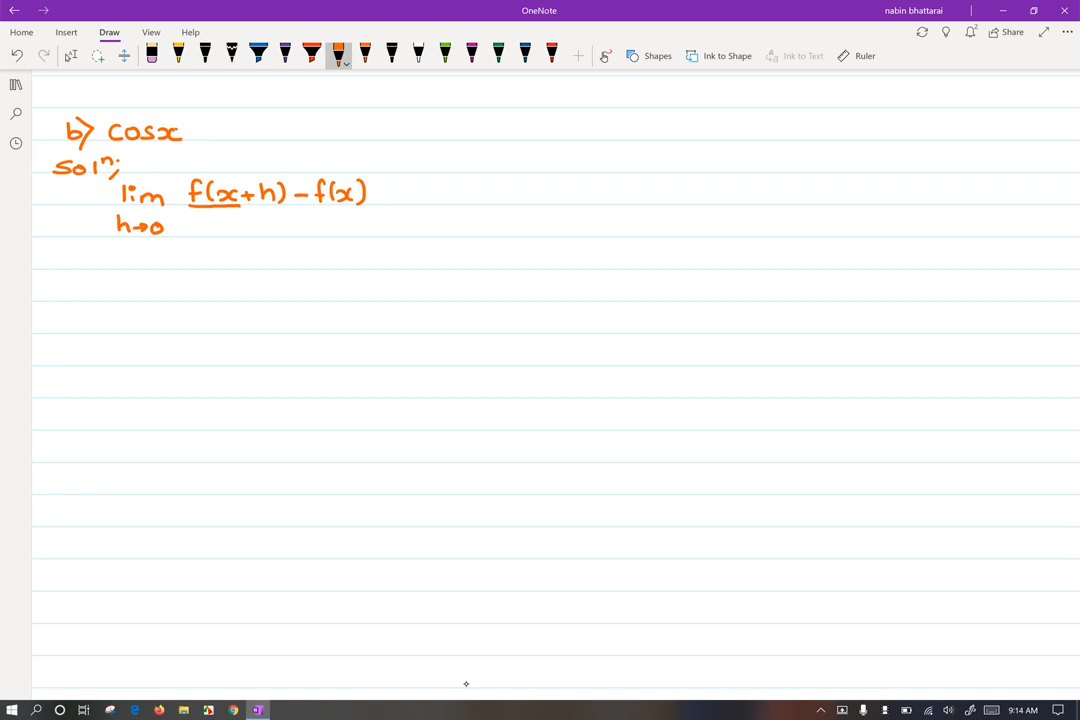 OneNote
nabin bhattarai
Home Insert Draw View Help
Share
Shapes Ink to Shape Ink to Text Ruler
b> cosx
Solⁿ;
lim f(x+h) - f(x)
h→0
2
9:14 AM